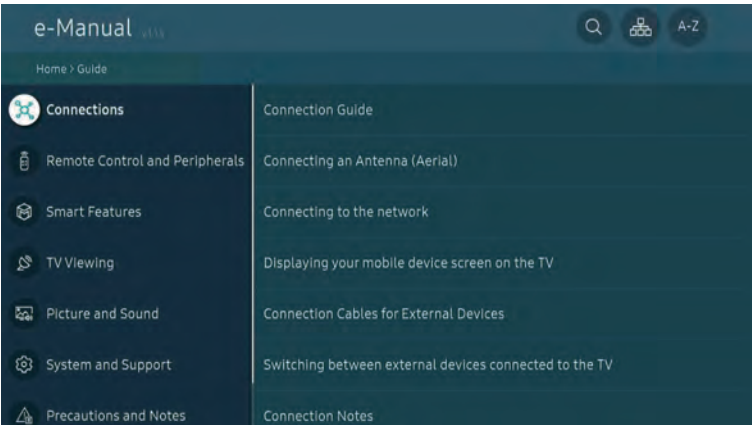 e-Manual
A-Z
Home > Guide
Connections
Remote Control and Peripherals
Smart Features
TV Viewing
Picture and Sound
System and Support
Precautions and Notes
Connection Guide
Connecting an Antenna (Aerial)
Connecting to the network
Displaying your mobile device screen on the TV
Connection Cables for External Devices
Switching between external devices connected to the TV
Connection Notes